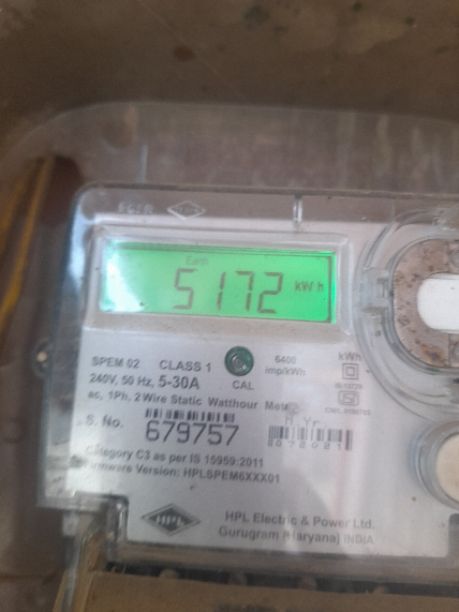 Earth
5172 kWh
SPEM 02 CLASS 1 6400 imp/kWh kWh
240V, 50 Hz, 5-30A CAL
ac, 1Ph, 2 Wire Static Watthour Meter
S. No. 679757 M Yr.
Category C3 as per IS 15959:2011
Firmware Version: HPLSPEM6XXX01
HPL HPL Electric & Power Ltd.
Gurugram (Haryana) INDIA